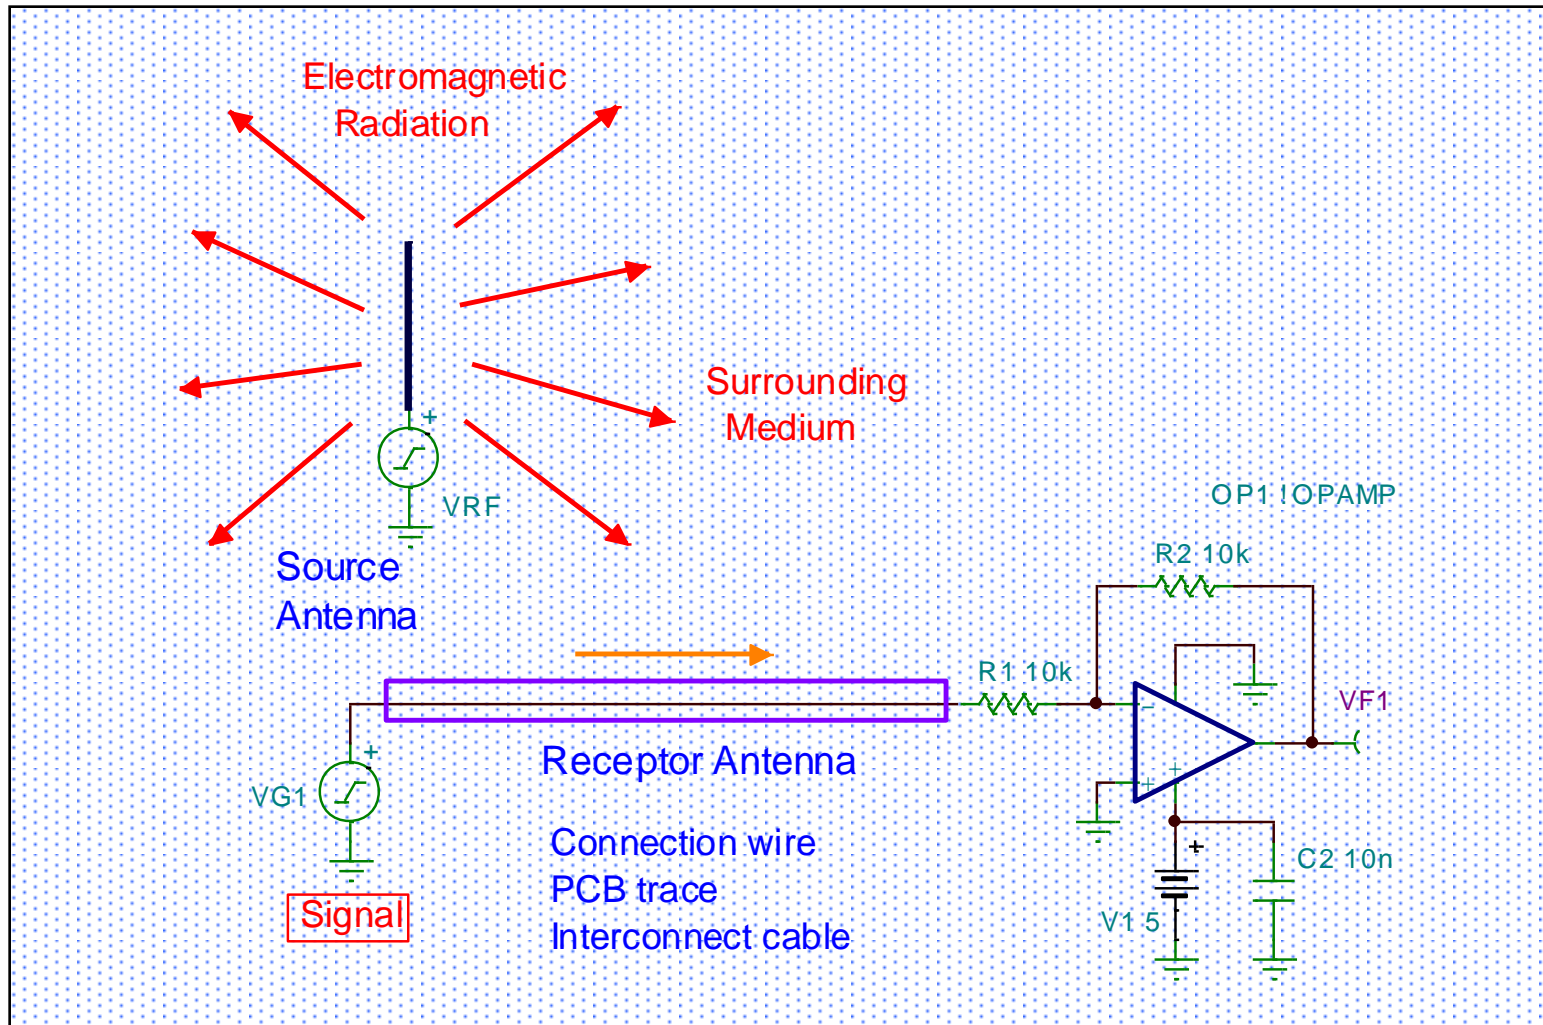 Electromagnetic
Radiation
Surrounding
Medium
+
-
VRF
Source
Antenna
OP1 !OPAMP
R2 10k
R1 10k
VF1
-
+
+
Receptor Antenna
+
-
VG1
Signal
Connection wire
PCB trace
Interconnect cable
+
-
-
V1 5
C2 10n